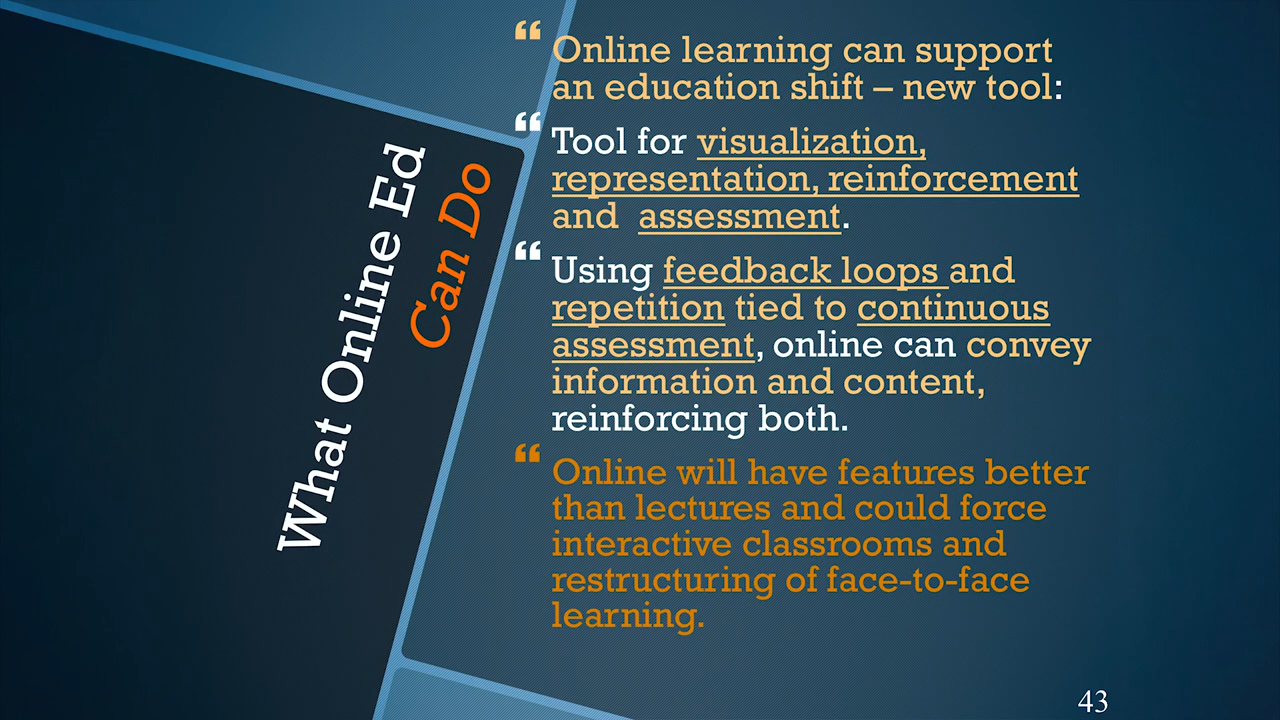 What Online Ed
Can Do
“ Online learning can support
an education shift – new tool:
“ Tool for visualization,
representation, reinforcement
and assessment.
“ Using feedback loops and
repetition tied to continuous
assessment, online can convey
information and content,
reinforcing both.
“ Online will have features better
than lectures and could force
interactive classrooms and
restructuring of face-to-face
learning.
43